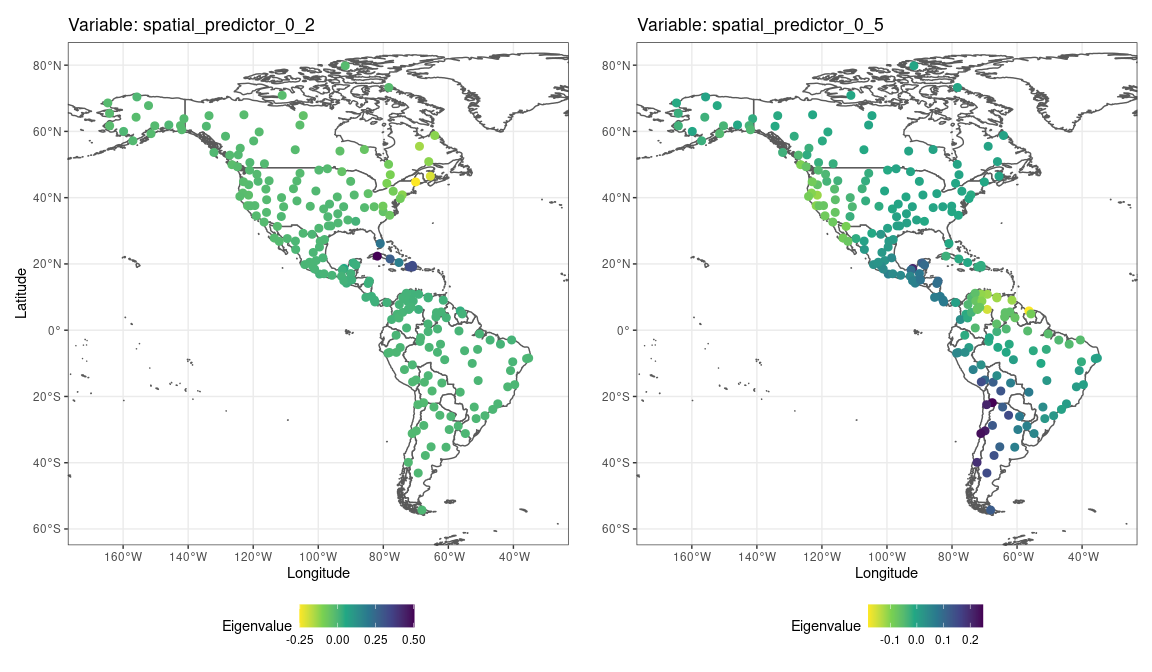 Variable: spatial_predictor_0_2
Variable: spatial_predictor_0_5
Latitude
80°N
60°N
40°N
20°N
0°
20°S
40°S
60°S
160°W 140°W 120°W 100°W 80°W 60°W 40°W
Longitude
Eigenvalue
-0.25 0.00 0.25 0.50
80°N
60°N
40°N
20°N
0°
20°S
40°S
60°S
160°W 140°W 120°W 100°W 80°W 60°W 40°W
Longitude
Eigenvalue
-0.1 0.0 0.1 0.2